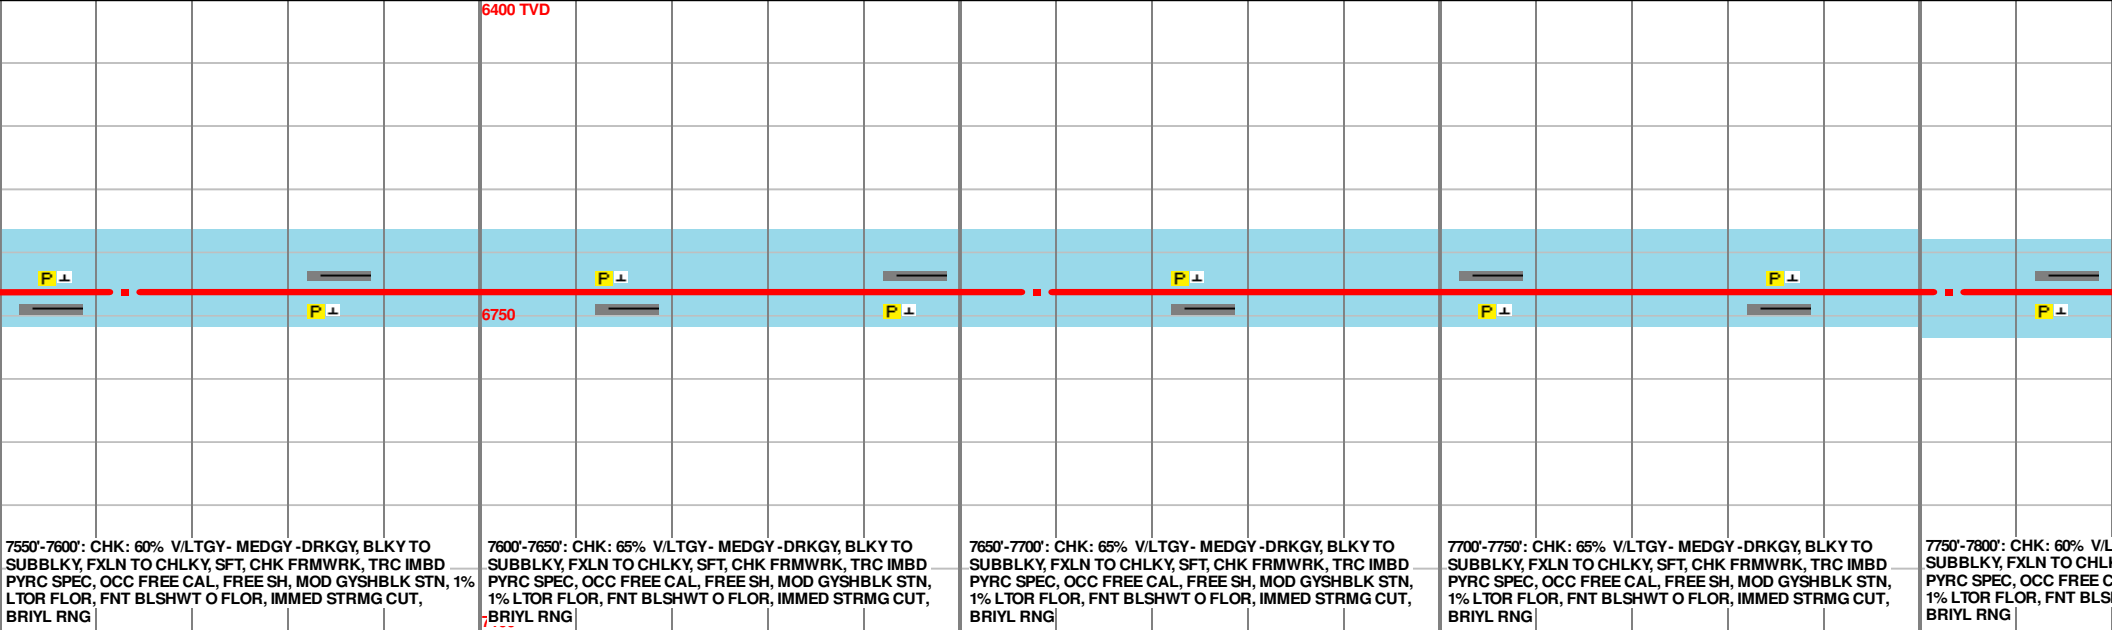 6400 TVD
P
P
P
P
P
P
P
P
6750
7550'-7600': CHK: 60% V/LTGY- MEDGY -DRKGY, BLKY TO
SUBBLKY, FXLN TO CHLKY, SFT, CHK FRMWRK, TRC IMBD
PYRC SPEC, OCC FREE CAL, FREE SH, MOD GYSHBLK STN, 1%
LTOR FLOR, FNT BLSHWT O FLOR, IMMED STRMG CUT,
BRIYL RNG
7600'-7650': CHK: 65% V/LTGY- MEDGY -DRKGY, BLKY TO
SUBBLKY, FXLN TO CHLKY, SFT, CHK FRMWRK, TRC IMBD
PYRC SPEC, OCC FREE CAL, FREE SH, MOD GYSHBLK STN,
1% LTOR FLOR, FNT BLSHWT O FLOR, IMMED STRMG CUT,
BRIYL RNG
7650'-7700': CHK: 65% V/LTGY- MEDGY -DRKGY, BLKY TO
SUBBLKY, FXLN TO CHLKY, SFT, CHK FRMWRK, TRC IMBD
PYRC SPEC, OCC FREE CAL, FREE SH, MOD GYSHBLK STN,
1% LTOR FLOR, FNT BLSHWT O FLOR, IMMED STRMG CUT,
BRIYL RNG
7700'-7750': CHK: 65% V/LTGY- MEDGY -DRKGY, BLKY TO
SUBBLKY, FXLN TO CHLKY, SFT, CHK FRMWRK, TRC IMBD
PYRC SPEC, OCC FREE CAL, FREE SH, MOD GYSHBLK STN,
1% LTOR FLOR, FNT BLSHWT O FLOR, IMMED STRMG CUT,
BRIYL RNG
7750'-7800': CHK: 60% V/L
SUBBLKY, FXLN TO CHL
PYRC SPEC, OCC FREE C
1% LTOR FLOR, FNT BLS
BRIYL RNG